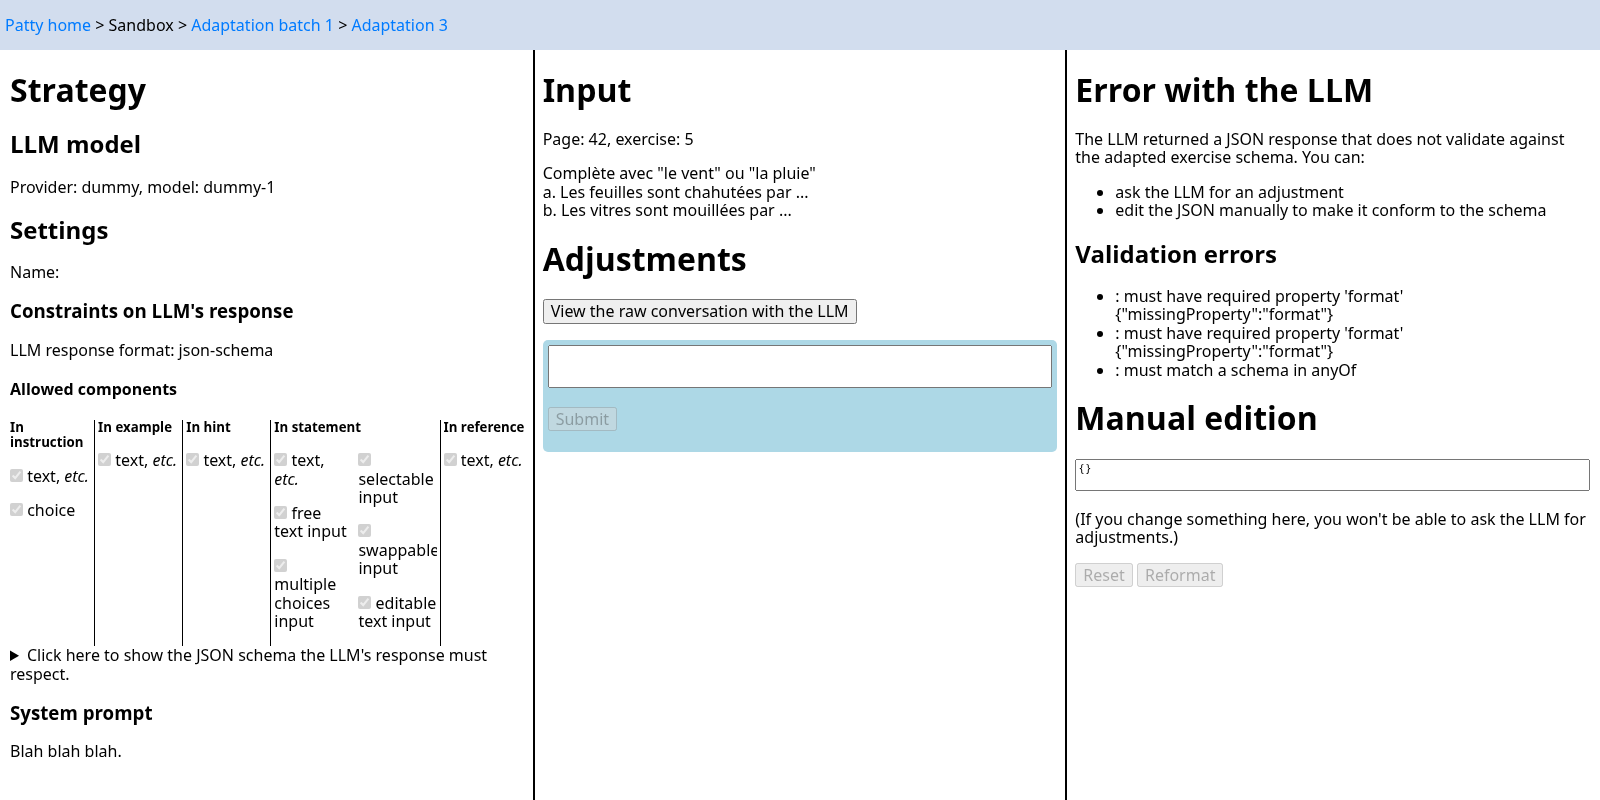 Patty home > Sandbox > Adaptation batch 1 > Adaptation 3
Strategy
LLM model
Provider: dummy, model: dummy-1
Settings
Name:
Constraints on LLM's response
LLM response format: json-schema
Allowed components
In
instruction
text, etc.
choice
In example
text, etc.
In hint
text, etc.
In statement
text,
etc.
free
text input
multiple
choices
input
selectable
input
swappable
input
editable
text input
In reference
text, etc.
Click here to show the JSON schema the LLM's response must
respect.
System prompt
Blah blah blah.
Input
Page: 42, exercise: 5
Complète avec "le vent" ou "la pluie"
a. Les feuilles sont chahutées par ...
b. Les vitres sont mouillées par ...
Adjustments
View the raw conversation with the LLM
Submit
Error with the LLM
The LLM returned a JSON response that does not validate against
the adapted exercise schema. You can:
ask the LLM for an adjustment
edit the JSON manually to make it conform to the schema
Validation errors
: must have required property 'format'
{"missingProperty":"format"}
: must have required property 'format'
{"missingProperty":"format"}
: must match a schema in anyOf
Manual edition
{}
(If you change something here, you won't be able to ask the LLM for
adjustments.)
Reset Reformat